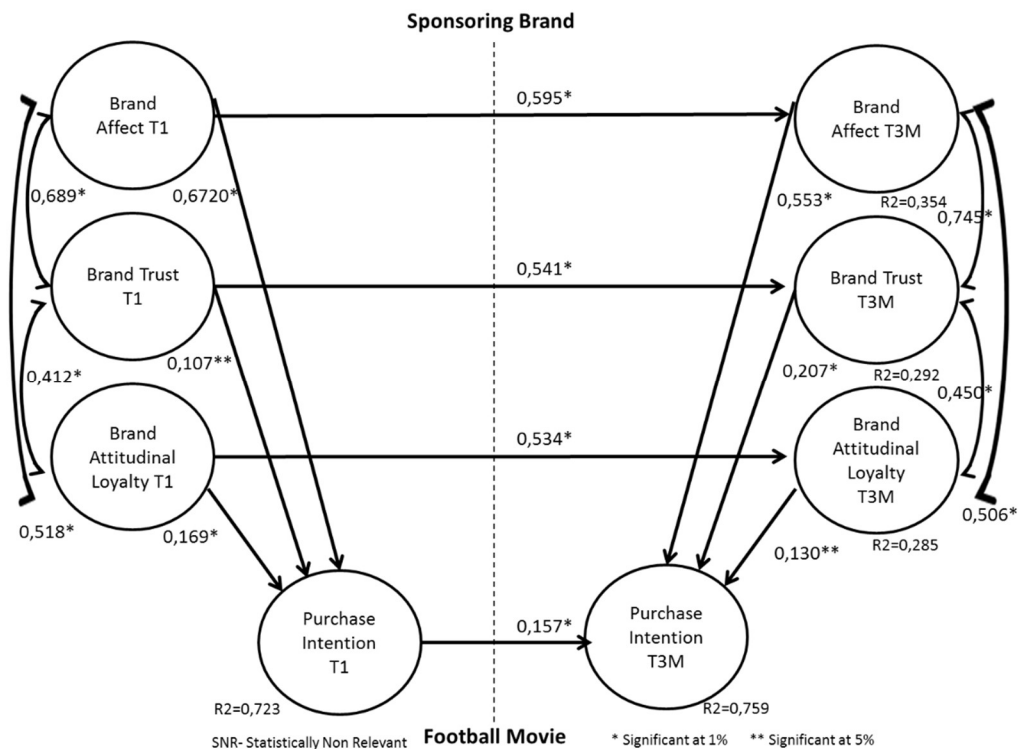 Sponsoring Brand
Brand
Affect T1
0,595*
Brand
Affect T3M
0,689*
0,6720*
0,553*
R2=0,354
0,745*
Brand Trust
T1
0,541*
Brand Trust
T3M
0,412*
0,107**
0,207*
R2=0,292
0,450*
Brand
Attitudinal
Loyalty T1
0,534*
Brand
Attitudinal
Loyalty
T3M
0,518*
0,169*
0,130**
R2=0,285
0,506*
Purchase
Intention
T1
0,157*
Purchase
Intention
T3M
R2=0,723
R2=0,759
SNR- Statistically Non Relevant
Football Movie
* Significant at 1%
** Significant at 5%